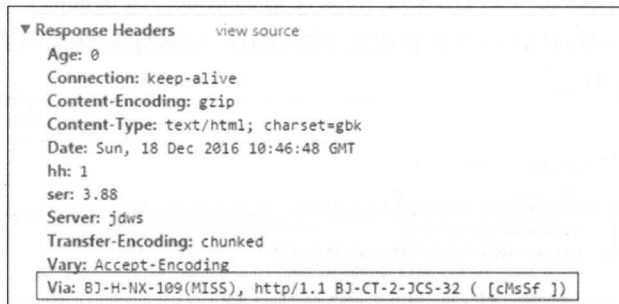 ▼ Response Headers view source
Age: 0
Connection: keep-alive
Content-Encoding: gzip
Content-Type: text/html; charset=gbk
Date: Sun, 18 Dec 2016 10:46:48 GMT
hh: 1
ser: 3.88
Server: jdws
Transfer-Encoding: chunked
Vary: Accept-Encoding
Via: BJ-H-NX-109(MISS), http/1.1 BJ-CT-2-JCS-32 ( [cMsSf ])